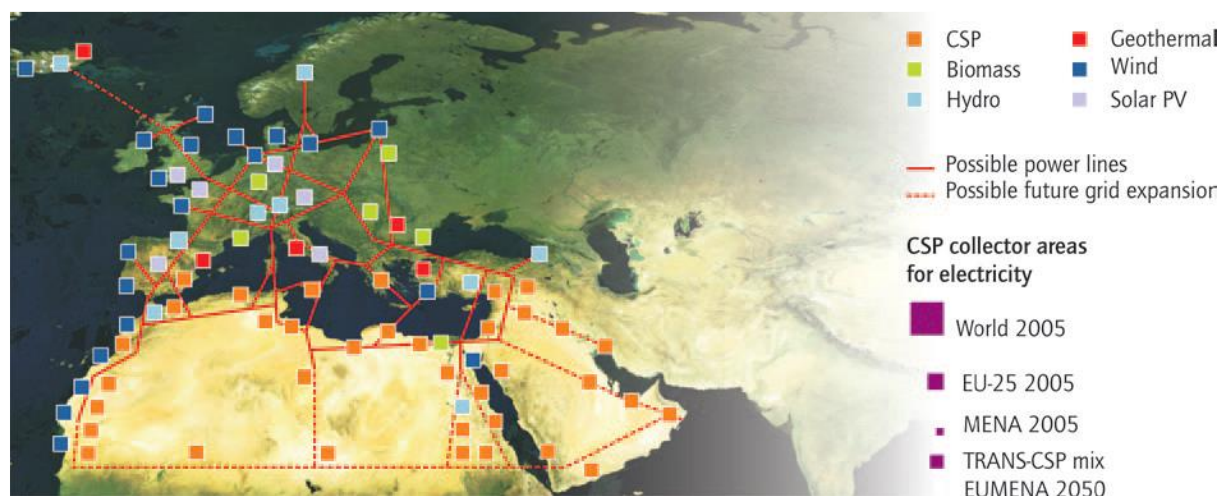 CSP
Geothermal
Biomass
Wind
Hydro
Solar PV
Possible power lines
Possible future grid expansion
CSP collector areas
for electricity
World 2005
EU-25 2005
MENA 2005
TRANS-CSP mix
EUMENA 2050